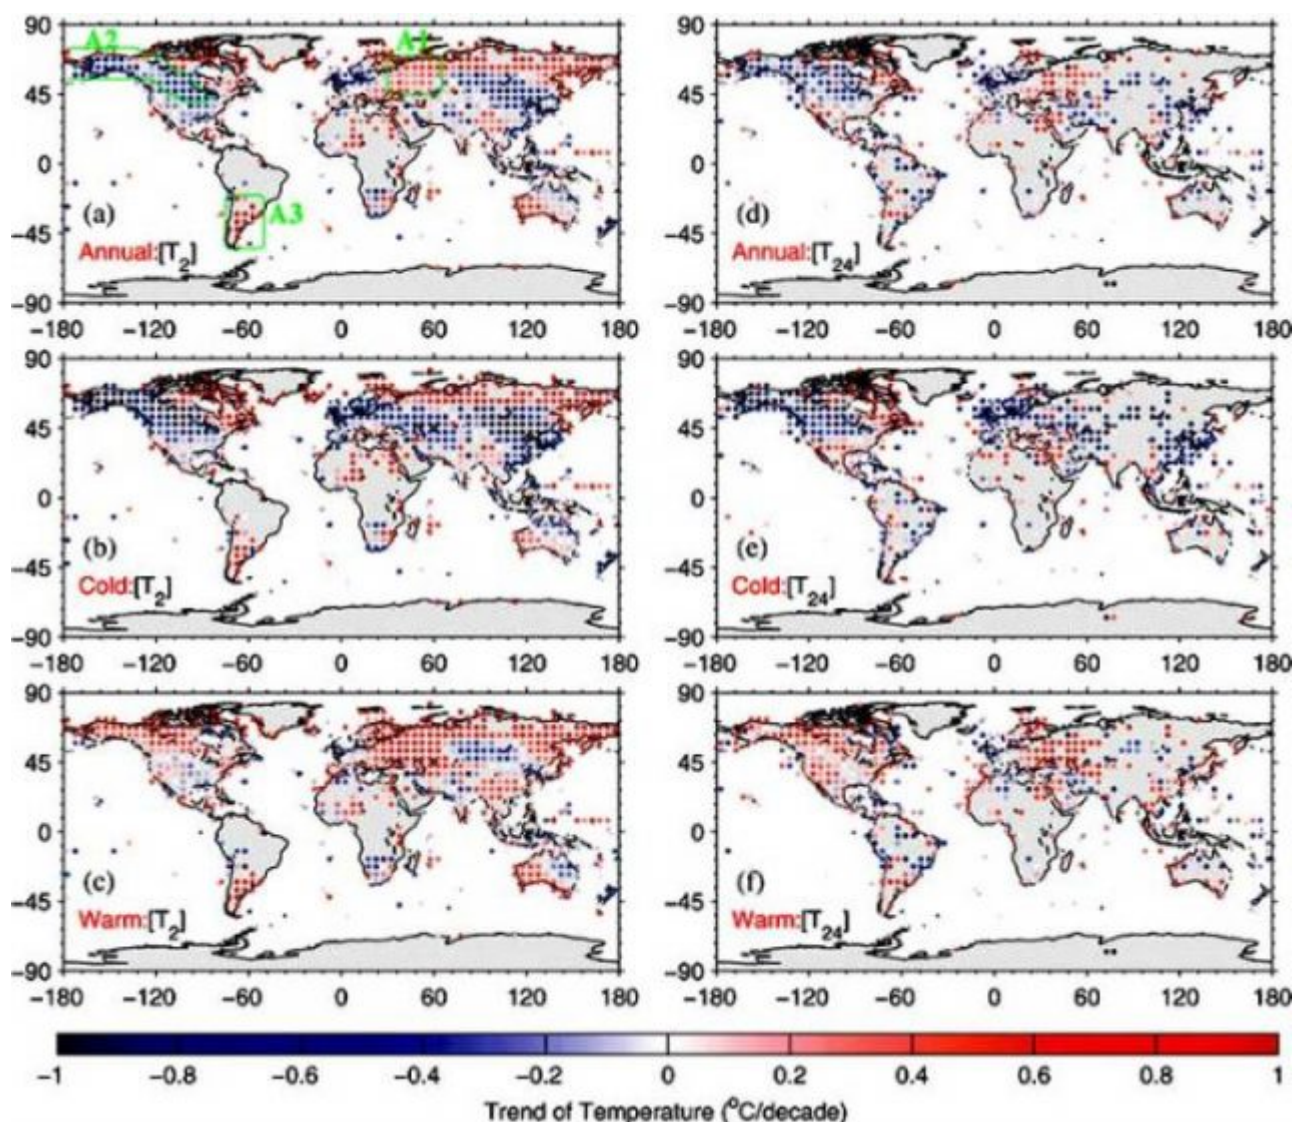 90 A2 A1 90
45 45
0 0
(a) A3 (d)
-45 -45
Annual:[T2] Annual:[T24]
-90 -90
-180 -120 -60 0 60 120 180 -180 -120 -60 0 60 120 180
90 90
45 45
0 0
(b) (e)
-45 -45
Cold:[T2] Cold:[T24]
-90 -90
-180 -120 -60 0 60 120 180 -180 -120 -60 0 60 120 180
90 90
45 45
0 0
(c) (f)
-45 -45
Warm:[T2] Warm:[T24]
-90 -90
-180 -120 -60 0 60 120 180 -180 -120 -60 0 60 120 180
-1 -0.8 -0.6 -0.4 -0.2 0 0.2 0.4 0.6 0.8 1
Trend of Temperature (°C/decade)